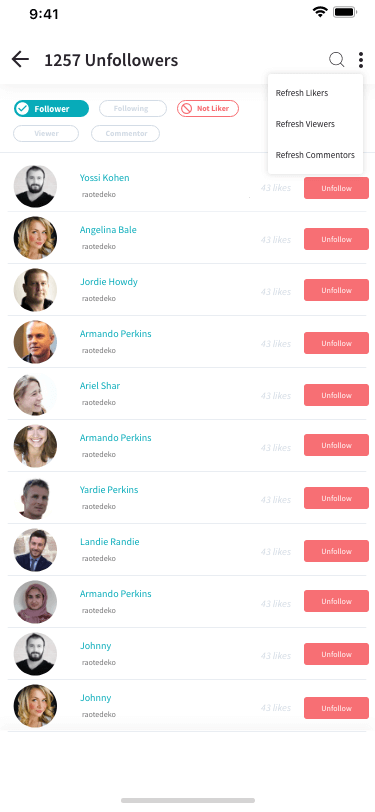 9:41
1257 Unfollowers
Refresh Likers
Refresh Viewers
Refresh Commentors
Follower
Following
Not Liker
Viewer
Commentor
Yossi Kohen
raotedeko
43 likes
Unfollow
Angelina Bale
raotedeko
43 likes
Unfollow
Jordie Howdy
raotedeko
43 likes
Unfollow
Armando Perkins
raotedeko
43 likes
Unfollow
Ariel Shar
raotedeko
43 likes
Unfollow
Armando Perkins
raotedeko
43 likes
Unfollow
Yardie Perkins
raotedeko
43 likes
Unfollow
Landie Randie
raotedeko
43 likes
Unfollow
Armando Perkins
raotedeko
43 likes
Unfollow
Johnny
raotedeko
43 likes
Unfollow
Johnny
raotedeko
43 likes
Unfollow